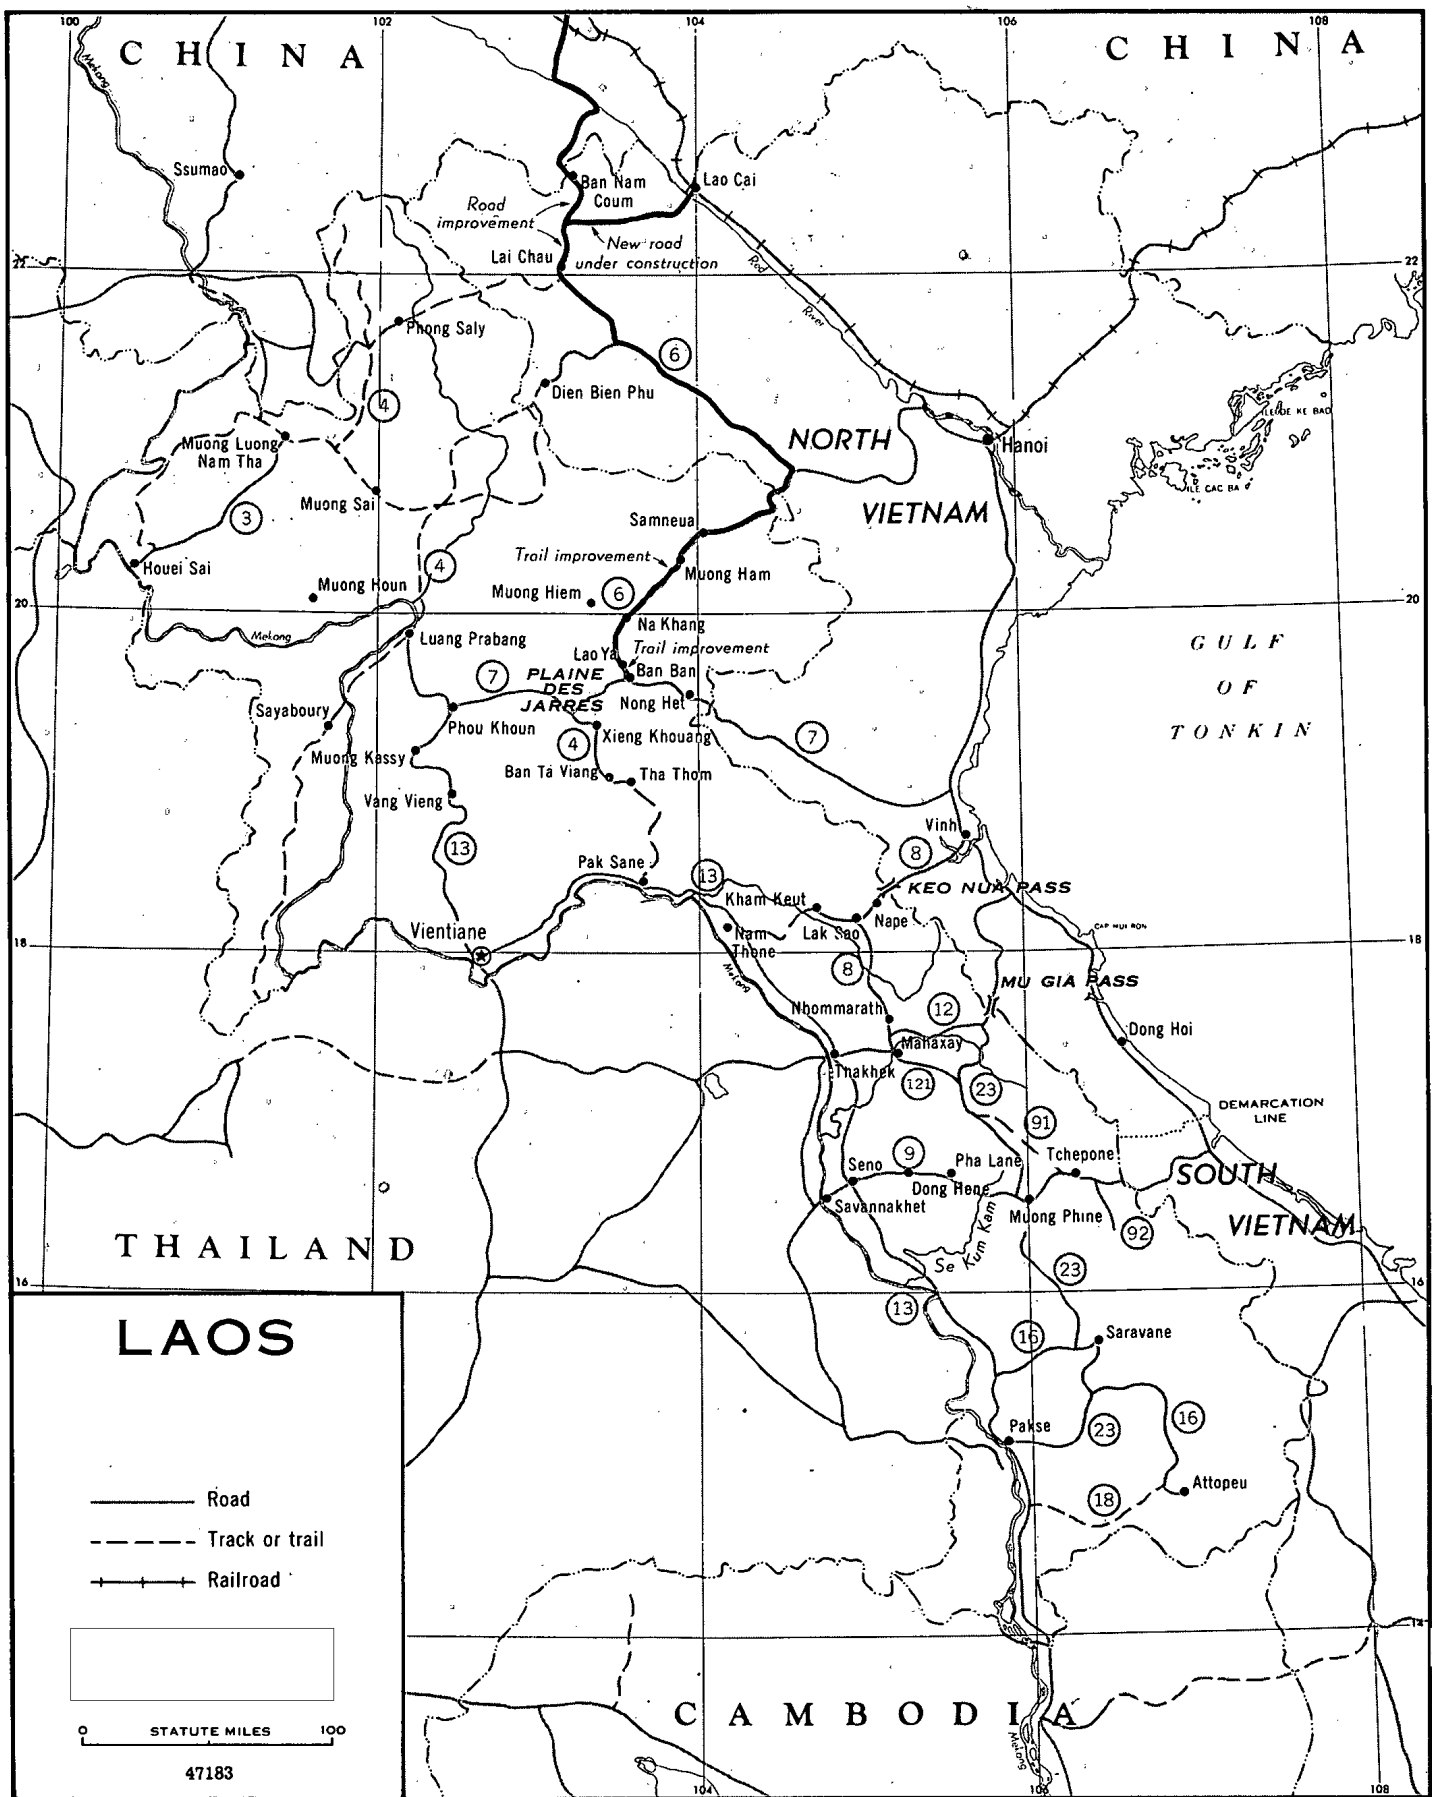 100
102
104
106
108
CHINA
CHINA
Mekong
Ssumao
Ban Nam
Coum
Lao Cai
Road
improvement
New road
under construction
Lai Chau
Red
River
22
22
Phong Saly
6
Dien Bien Phu
4
ILE DE KE BAO
NORTH
VIETNAM
Hanoi
Muong Luong
Nam Tha
Muong Sai
ILE CAC BA
3
Samneua
Trail improvement
Muong Ham
Houei Sai
4
Muong Houn
Muong Hiem
6
20
20
Na Khang
Mekong
Luang Prabang
Lao Ya
Trail improvement
Ban Ban
GULF
OF
TONKIN
7
PLAINE
DES
JARRES
Nong Het
Sayaboury
Phou Khoun
Xieng Khouang
7
Muong Kassy
4
Ban Ta Viang
Tha Thom
Vang Vieng
Vinh
13
8
Pak Sane
13
KEO NUA PASS
Kham Keut
Nape
Lak Sao
Vientiane
Nam
Thone
CAP MUI RON
18
18
Mekong
8
MU GIA PASS
Nhommarath
12
Dong Hoi
Mahaxay
Thakhek
121
23
DEMARCATION
LINE
91
9
Tchepone
Seno
Pha Lane
Dong Hene
SOUTH
VIETNAM
Savannakhet
Muong Phine
92
THAILAND
Se Kum Kam
23
16
16
13
16
Saravane
LAOS
Pakse
23
16
18
Attopeu
Road
Track or trail
Railroad
14
CAMBODIA
Mekong
0 STATUTE MILES 100
47183
104
106
108